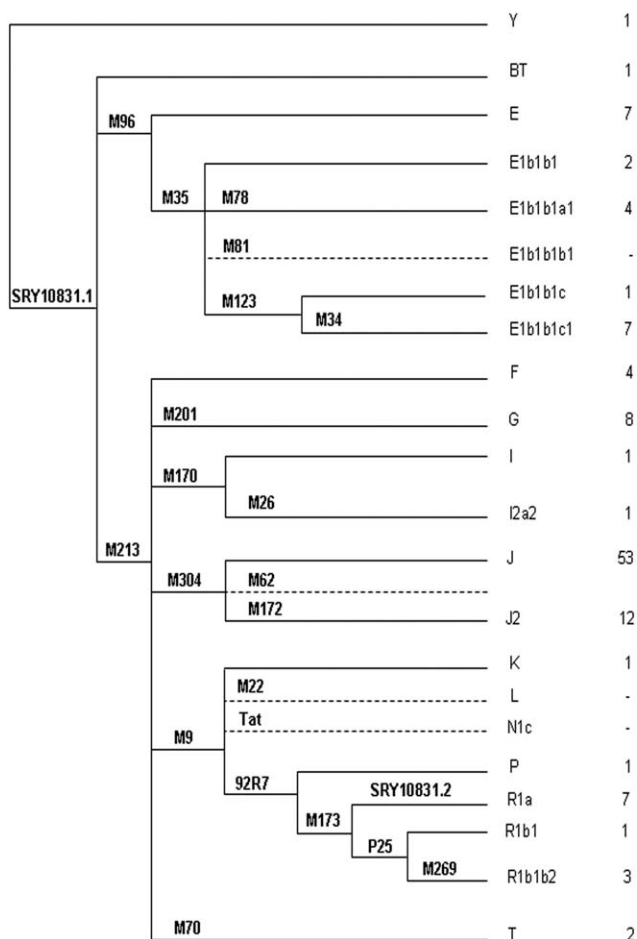 Y 1
BT 1
M96 E 7
E1b1b1 2
M35 M78 E1b1b1a1 4
M81 E1b1b1b1 -
SRY10831.1 M123 E1b1b1c 1
M34 E1b1b1c1 7
F 4
M201 G 8
M170 I 1
M26 I2a2 1
M213 J 53
M304 M62
M172 J2 12
K 1
M22 L -
M9 Tat N1c -
92R7 P 1
SRY10831.2 R1a 7
M173 R1b1 1
P25
M269 R1b1b2 3
M70 T 2